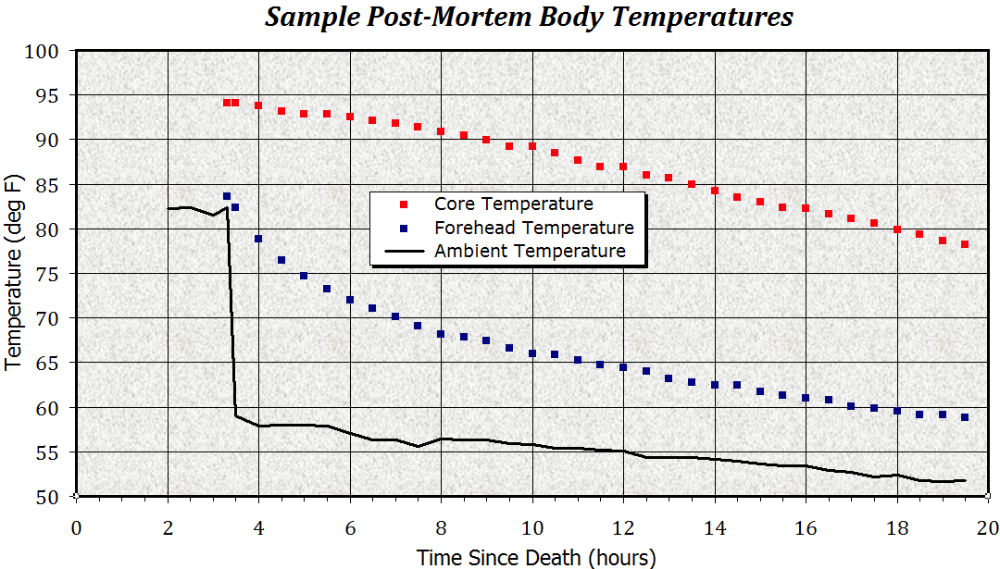 Sample Post-Mortem Body Temperatures
100
95
90
85
80
75
70
65
60
55
50
Temperature (deg F)
Core Temperature
Forehead Temperature
Ambient Temperature
0 2 4 6 8 10 12 14 16 18 20
Time Since Death (hours)